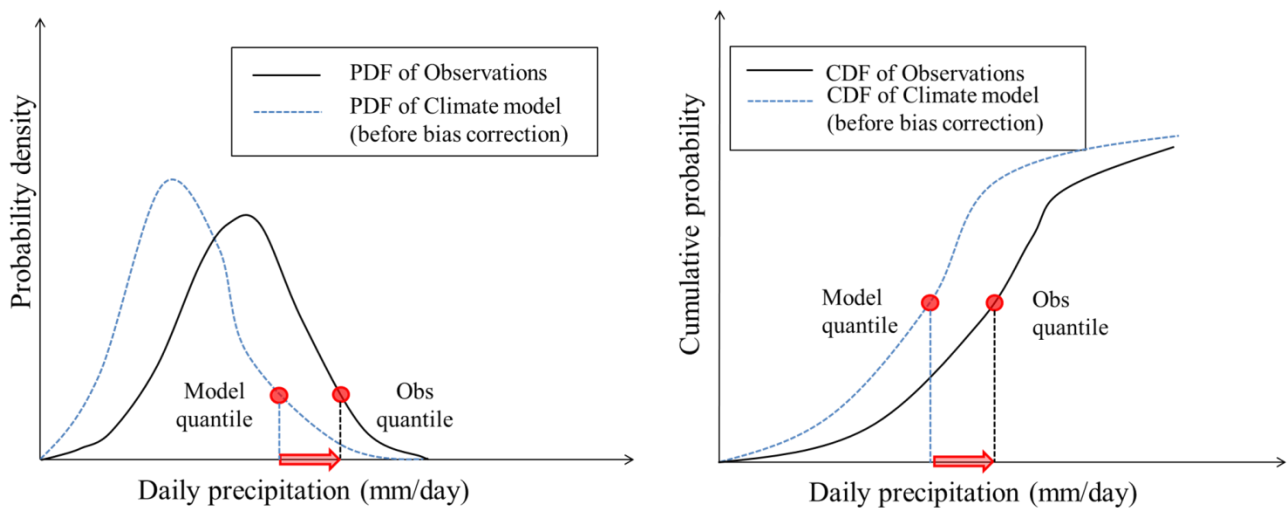 Probability density
PDF of Observations
PDF of Climate model
(before bias correction)
Model
quantile
Obs
quantile
Daily precipitation (mm/day)
Cumulative probability
CDF of Observations
CDF of Climate model
(before bias correction)
Model
quantile
Obs
quantile
Daily precipitation (mm/day)